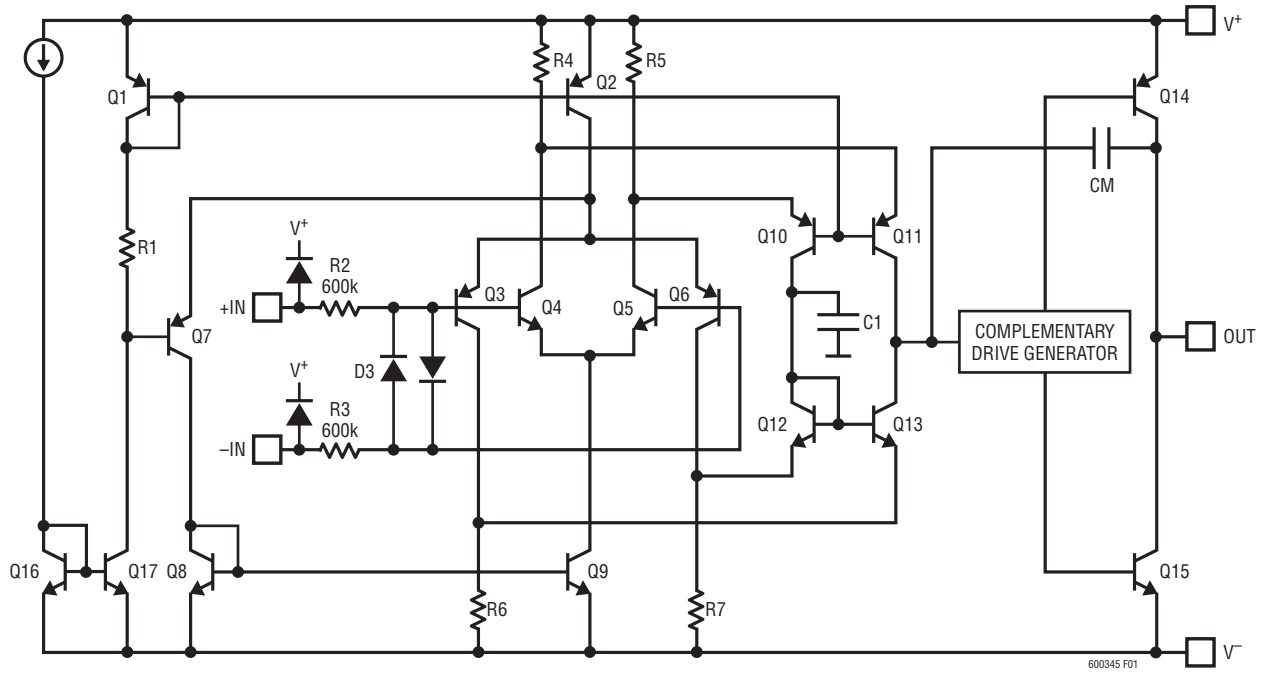 V+
R4
Q2
R5
Q1
Q14
CM
V+
R2
600k
Q10
Q11
R1
+IN
Q3
Q4
Q5
Q6
Q7
C1
COMPLEMENTARY
DRIVE GENERATOR
OUT
V+
D3
R3
600k
–IN
Q12
Q13
Q16
Q17
Q8
Q9
Q15
R6
R7
V–
600345 F01